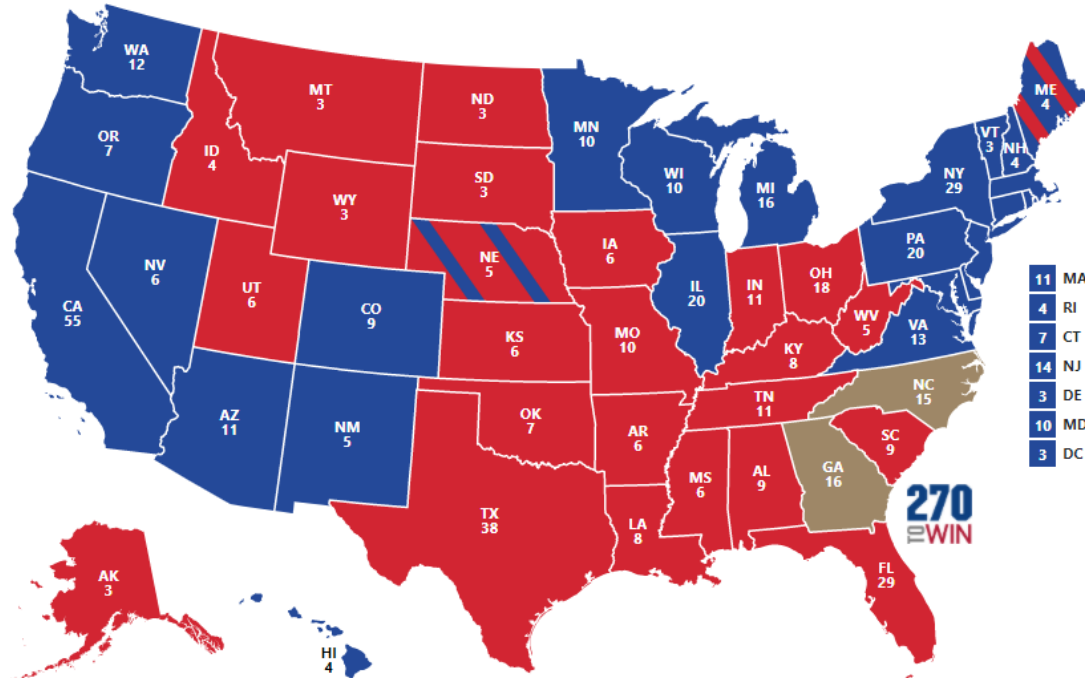 WA
12
OR
7
CA
55
NV
6
ID
4
MT
3
WY
3
UT
6
AZ
11
CO
9
NM
5
ND
3
SD
3
NE
5
KS
6
OK
7
TX
38
MN
10
IA
6
MO
10
AR
6
LA
8
WI
10
IL
20
MI
16
IN
11
OH
18
KY
8
TN
11
MS
6
AL
9
GA
16
FL
29
SC
9
NC
15
VA
13
WV
5
PA
20
NY
29
VT
3
NH
4
ME
4
11 MA
4 RI
7 CT
14 NJ
3 DE
10 MD
3 DC
AK
3
HI
4
270
TO WIN